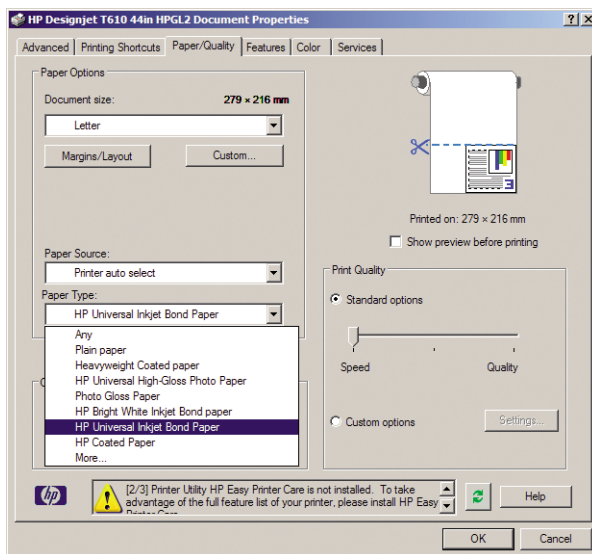 HP Designjet T610 44in HPGL2 Document Properties
Advanced Printing Shortcuts Paper/Quality Features Color Services
Paper Options
Document size: 279 × 216 mm
Letter
Margins/Layout Custom...
Paper Source:
Printer auto select
Paper Type:
HP Universal Inkjet Bond Paper
Any
Plain paper
Heavyweight Coated paper
HP Universal High-Gloss Photo Paper
Photo Gloss Paper
HP Bright White Inkjet Bond paper
HP Universal Inkjet Bond Paper
HP Coated Paper
More...
3
Printed on: 279 × 216 mm
Show preview before printing
Print Quality
Standard options
Speed Quality
Custom options Settings...
hp
[2/3] Printer Utility HP Easy Printer Care is not installed. To take
advantage of the full feature list of your printer, please install HP Easy
Printer Care
Help
OK Cancel